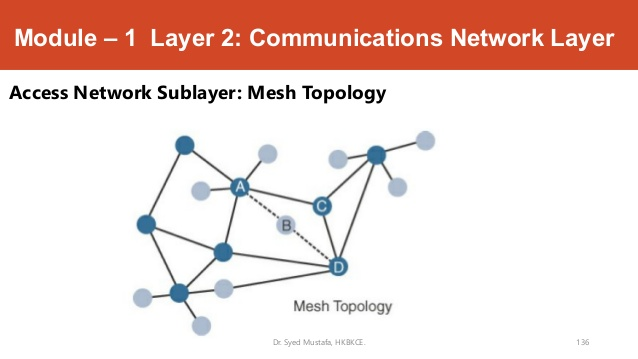 Module – 1 Layer 2: Communications Network Layer
Access Network Sublayer: Mesh Topology
A
C
B
D
Mesh Topology
Dr. Syed Mustafa, HKBKCE.
136